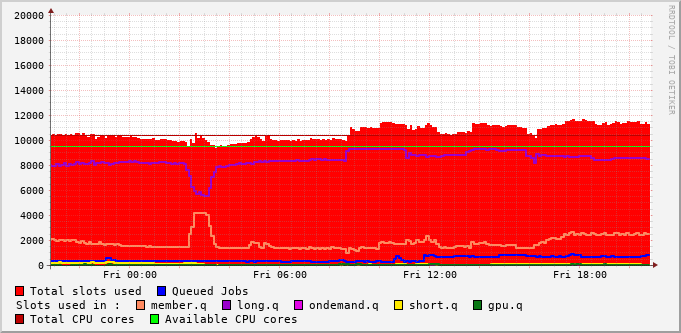 20000
18000
16000
14000
12000
10000
8000
6000
4000
2000
0
Fri 00:00 Fri 06:00 Fri 12:00 Fri 18:00
RRDTOOL / TOBI OETIKER
Total slots used Queued Jobs
Slots used in : member.q long.q ondemand.q short.q gpu.q
Total CPU cores Available CPU cores